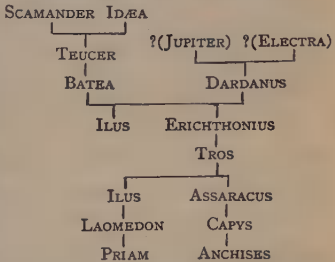 SCAMANDER IDÆA
?(JUPITER) ?(ELECTRA)
TEUCER
BATEA DARDANUS
ILUS ERICHTHONIUS
TROS
ILUS ASSARACUS
LAOMEDON CAPYS
PRIAM ANCHISES